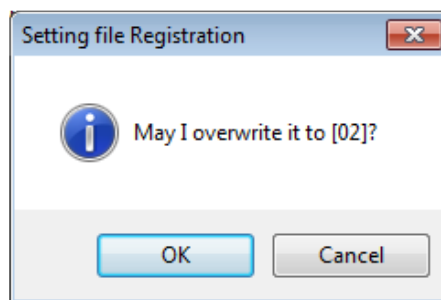 Setting file Registration
May I overwrite it to [02]?
OK Cancel